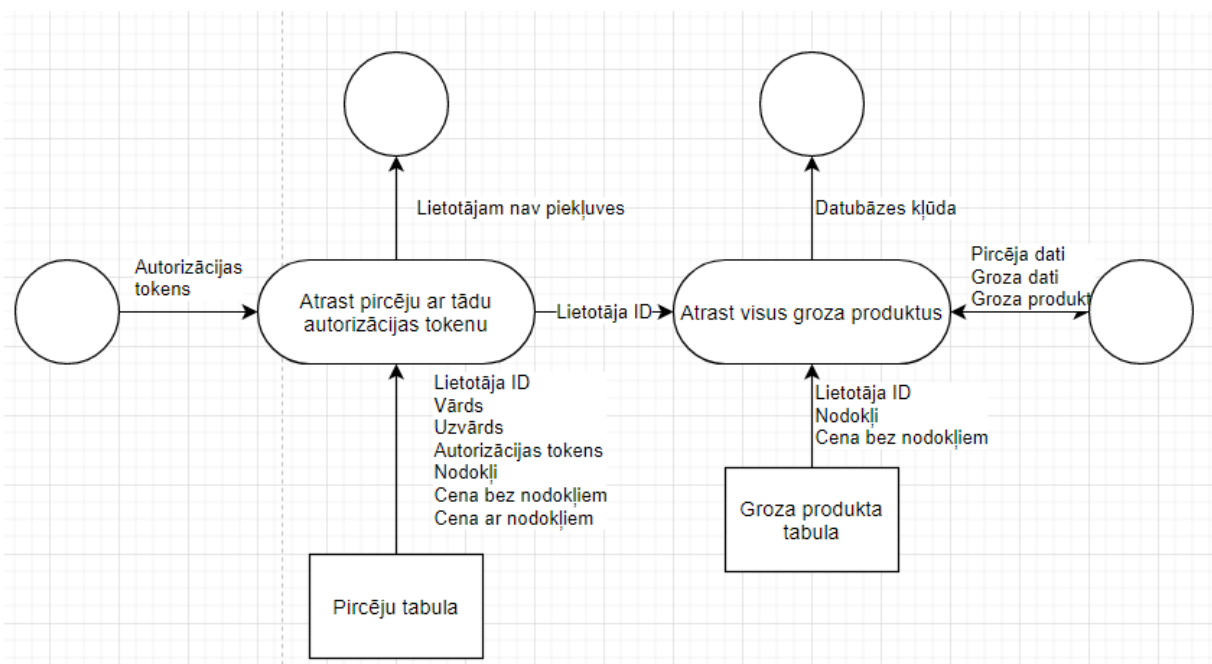 Lietotājam nav piekļuves
Datubāzes kļūda
Autorizācijas
tokens
Pircēja dati
Groza dati
Groza produkt
Atrast pircēju ar tādu
autorizācijas tokenu
Lietotāja ID
Atrast visus groza produktus
Lietotāja ID
Vārds
Uzvārds
Autorizācijas tokens
Nodokļi
Cena bez nodokļiem
Cena ar nodokļiem
Lietotāja ID
Nodokļi
Cena bez nodokļiem
Groza produkta
tabula
Pircēju tabula